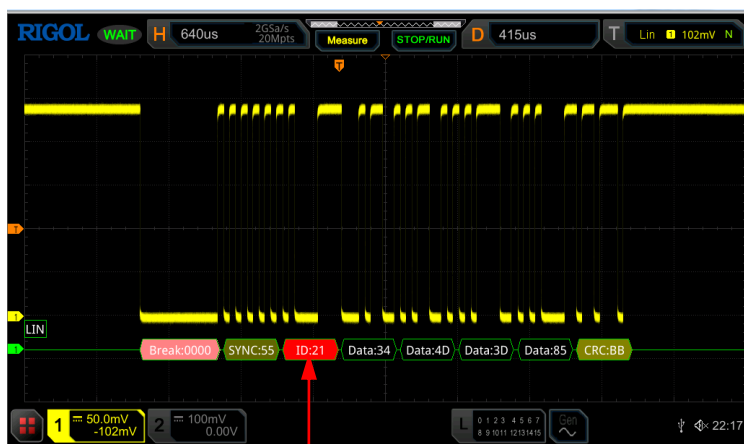 RIGOL WAIT H 640us 2GSa/s 20Mpts Measure STOP/RUN D 415us T Lin 1 102mV N
T
T
1
LIN
Break:0000 SYNC:55 ID:21 Data:34 Data:4D Data:3D Data:85 CRC:BB
1
1 50.0mV -102mV 2 100mV 0.00V L 0 1 2 3 4 5 6 7 8 9 10 11 12 13 14 15 Gen 22:17